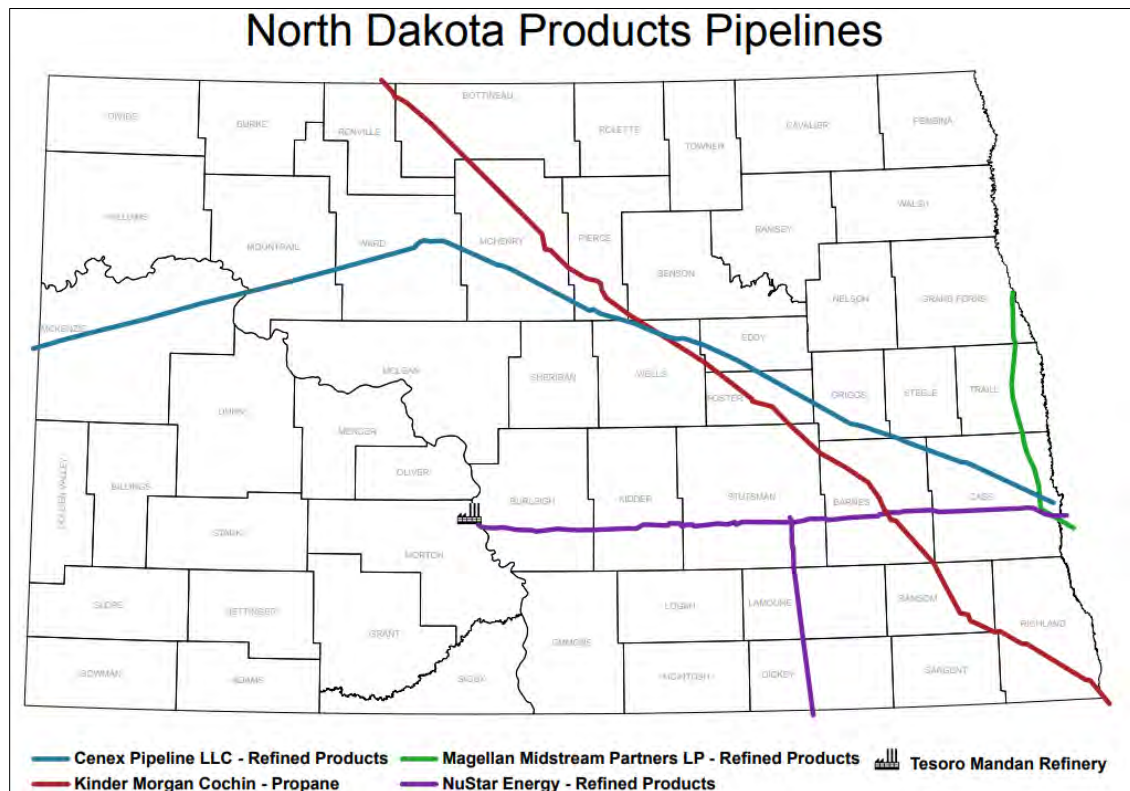 North Dakota Products Pipelines
DIVIDE
BURKE
RENVILLE
BOTTINEAU
ROLETTE
TOWNER
CAVALIER
PEMBINA
WILLIAMS
MOUNTRAIL
WARD
MCHENRY
PIERCE
BENSON
RAMSEY
WALSH
NELSON
GRAND FORKS
MCKENZIE
MCLEAN
SHERIDAN
WELLS
EDDY
FOSTER
GRIGGS
STEELE
TRAILL
DUNN
MERCER
OLIVER
GOLDEN VALLEY
BILLINGS
STARK
MORTON
BURLEIGH
KIDDER
STUTSMAN
BARNES
CASS
SLOPE
HETTINGER
GRANT
EMMONS
LOGAN
LAMOURE
RANSOM
RICHLAND
BOWMAN
ADAMS
SIOUX
MCINTOSH
DICKEY
SARGENT
Cenex Pipeline LLC - Refined Products
Magellan Midstream Partners LP - Refined Products
Tesoro Mandan Refinery
Kinder Morgan Cochin - Propane
NuStar Energy - Refined Products